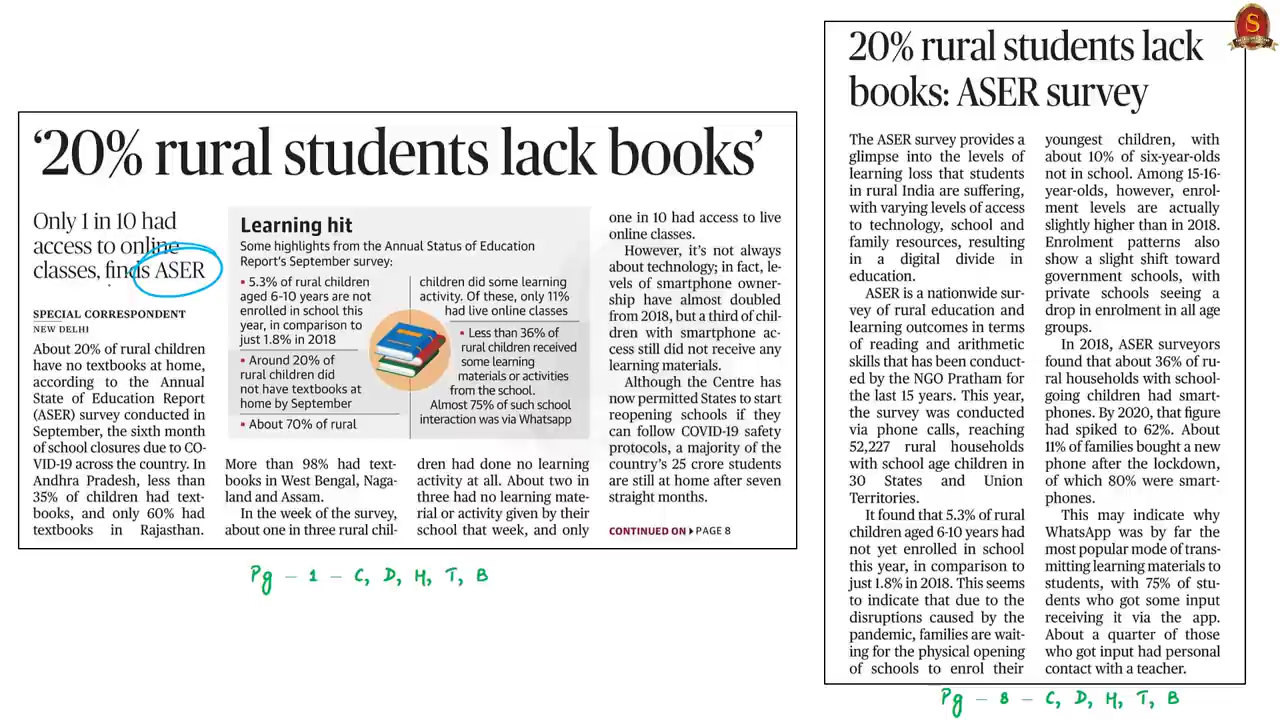 ‘20% rural students lack books’
Only 1 in 10 had
access to online
classes, finds ASER
SPECIAL CORRESPONDENT
NEW DELHI
About 20% of rural children
have no textbooks at home,
according to the Annual
State of Education Report
(ASER) survey conducted in
September, the sixth month
of school closures due to CO-
VID-19 across the country. In
Andhra Pradesh, less than
35% of children had text-
books, and only 60% had
textbooks in Rajasthan.
Learning hit
Some highlights from the Annual Status of Education
Report’s September survey:
▪ 5.3% of rural children
aged 6-10 years are not
enrolled in school this
year, in comparison to
just 1.8% in 2018
▪ Around 20% of
rural children did
not have textbooks at
home by September
▪ About 70% of rural
children did some learning
activity. Of these, only 11%
had live online classes
▪ Less than 36% of
rural children received
some learning
materials or activities
from the school.
Almost 75% of such school
interaction was via Whatsapp
More than 98% had text-
books in West Bengal, Naga-
land and Assam.
In the week of the survey,
about one in three rural chil-
dren had done no learning
activity at all. About two in
three had no learning mate-
rial or activity given by their
school that week, and only
one in 10 had access to live
online classes.
However, it’s not always
about technology; in fact, le-
vels of smartphone owner-
ship have almost doubled
from 2018, but a third of chil-
dren with smartphone ac-
cess still did not receive any
learning materials.
Although the Centre has
now permitted States to start
reopening schools if they
can follow COVID-19 safety
protocols, a majority of the
country’s 25 crore students
are still at home after seven
straight months.
CONTINUED ON ▸ PAGE 8
Pg - 1 - C, D, H, T, B
S
20% rural students lack
books: ASER survey
The ASER survey provides a
glimpse into the levels of
learning loss that students
in rural India are suffering,
with varying levels of access
to technology, school and
family resources, resulting
in a digital divide in
education.
ASER is a nationwide sur-
vey of rural education and
learning outcomes in terms
of reading and arithmetic
skills that has been conduct-
ed by the NGO Pratham for
the last 15 years. This year,
the survey was conducted
via phone calls, reaching
52,227 rural households
with school age children in
30 States and Union
Territories.
It found that 5.3% of rural
children aged 6-10 years had
not yet enrolled in school
this year, in comparison to
just 1.8% in 2018. This seems
to indicate that due to the
disruptions caused by the
pandemic, families are wait-
ing for the physical opening
of schools to enrol their
youngest children, with
about 10% of six-year-olds
not in school. Among 15-16-
year-olds, however, enrol-
ment levels are actually
slightly higher than in 2018.
Enrolment patterns also
show a slight shift toward
government schools, with
private schools seeing a
drop in enrolment in all age
groups.
In 2018, ASER surveyors
found that about 36% of ru-
ral households with school-
going children had smart-
phones. By 2020, that figure
had spiked to 62%. About
11% of families bought a new
phone after the lockdown,
of which 80% were smart-
phones.
This may indicate why
WhatsApp was by far the
most popular mode of trans-
mitting learning materials to
students, with 75% of stu-
dents who got some input
receiving it via the app.
About a quarter of those
who got input had personal
contact with a teacher.
Pg - 8 - C, D, H, T, B